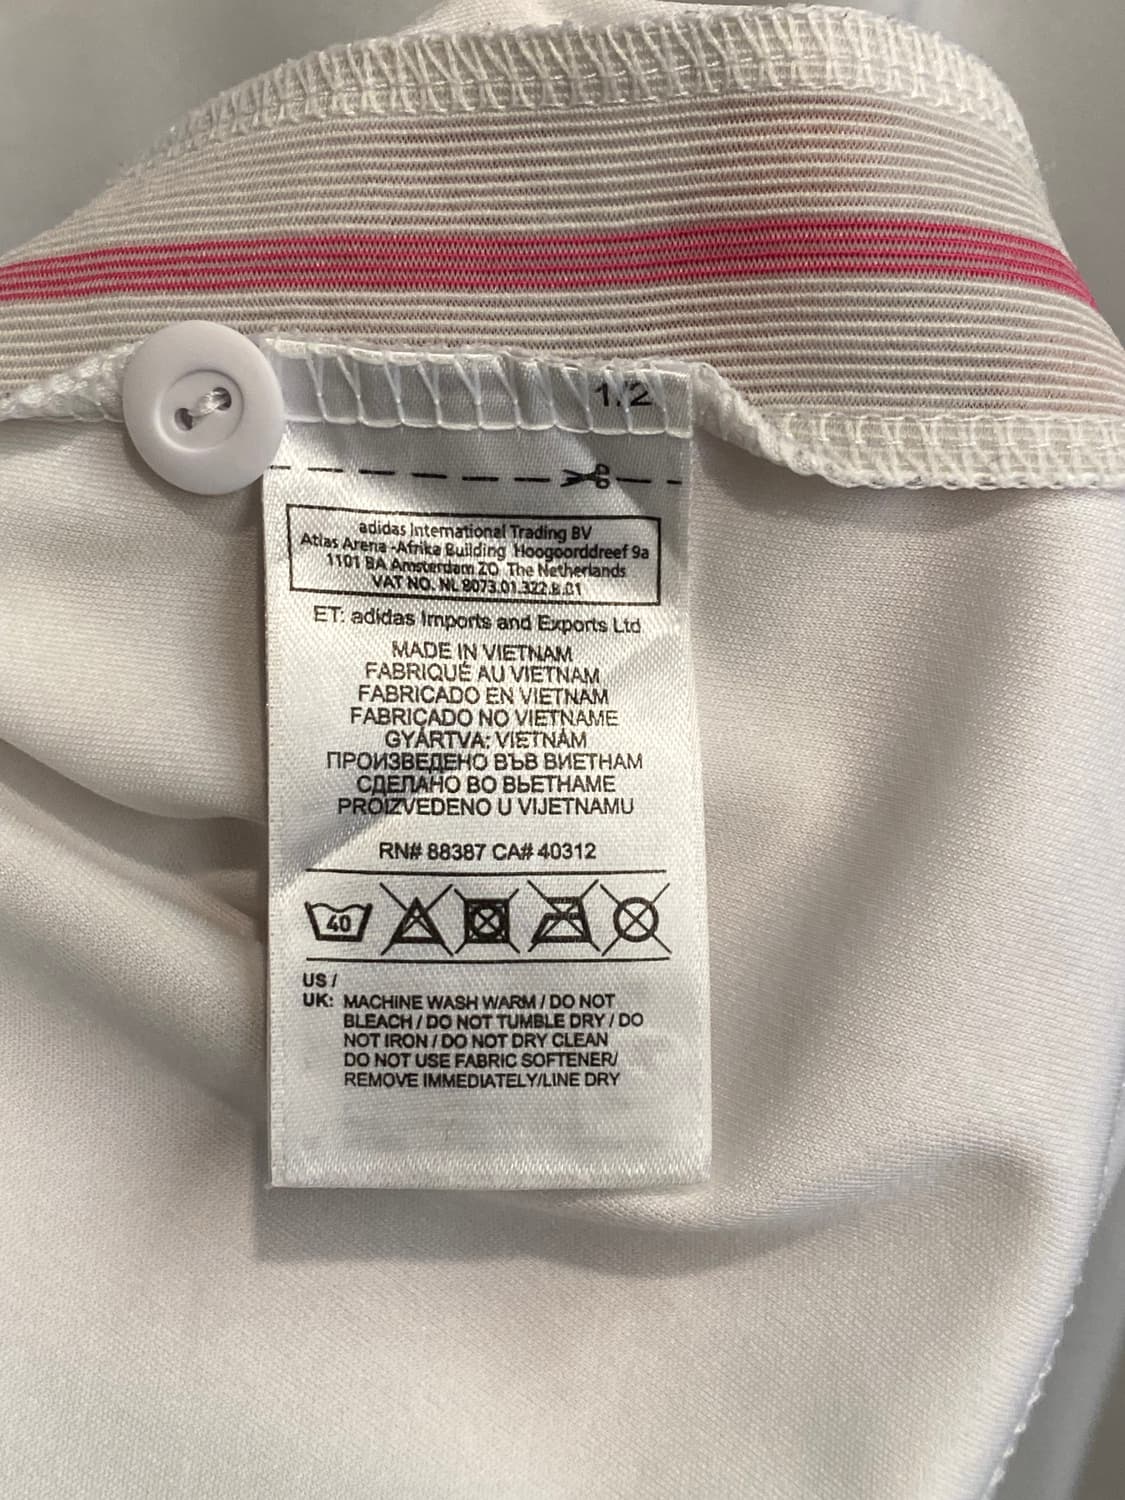 1/2
adidas International Trading BV
Atlas Arena -Afrika Building Hoogoorddreef 9a
1101 BA Amsterdam ZO The Netherlands
VAT NO. NL 8073.01.322.B.01
ET: adidas Imports and Exports Ltd
MADE IN VIETNAM
FABRIQUÉ AU VIETNAM
FABRICADO EN VIETNAM
FABRICADO NO VIETNAME
GYÁRTVA: VIETNÁM
ПРОИЗВЕДЕНО ВЪВ ВИЕТНАМ
СДЕЛАНО ВО ВЬЕТНАМЕ
PROIZVEDENO U VIJETNAMU
RN# 88387 CA# 40312
40
US /
UK: MACHINE WASH WARM / DO NOT
BLEACH / DO NOT TUMBLE DRY / DO
NOT IRON / DO NOT DRY CLEAN
DO NOT USE FABRIC SOFTENER/
REMOVE IMMEDIATELY/LINE DRY